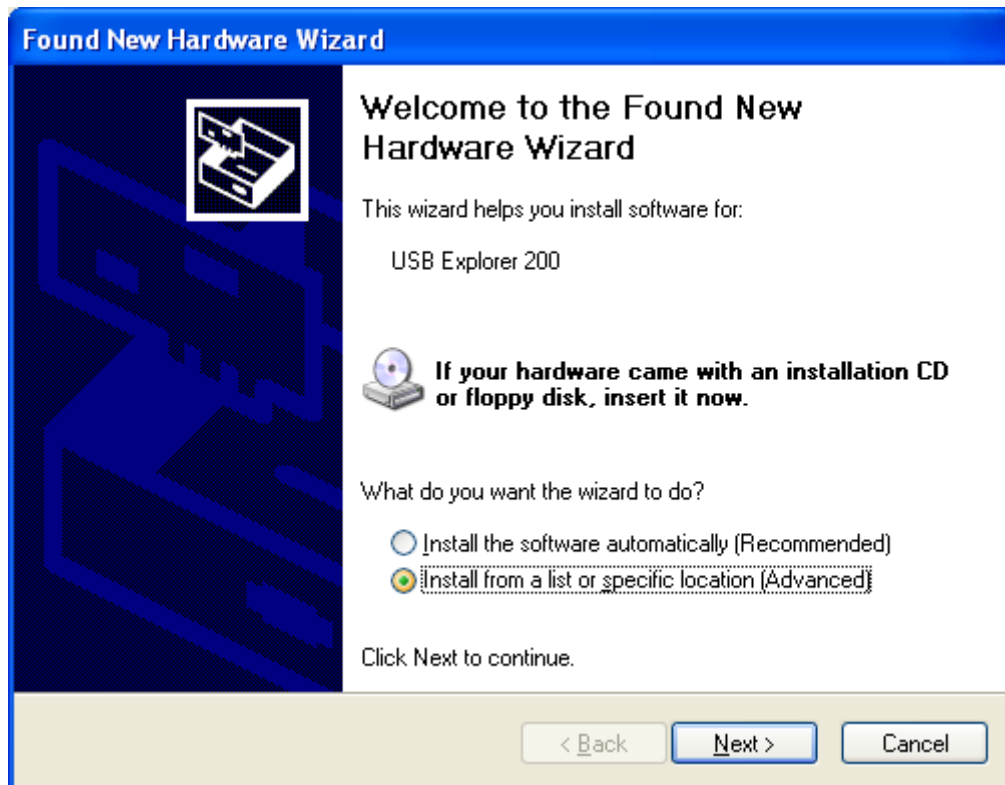 Found New Hardware Wizard
Welcome to the Found New
Hardware Wizard
This wizard helps you install software for:
USB Explorer 200
If your hardware came with an installation CD
or floppy disk, insert it now.
What do you want the wizard to do?
Install the software automatically (Recommended)
Install from a list or specific location (Advanced)
Click Next to continue.
< Back
Next >
Cancel